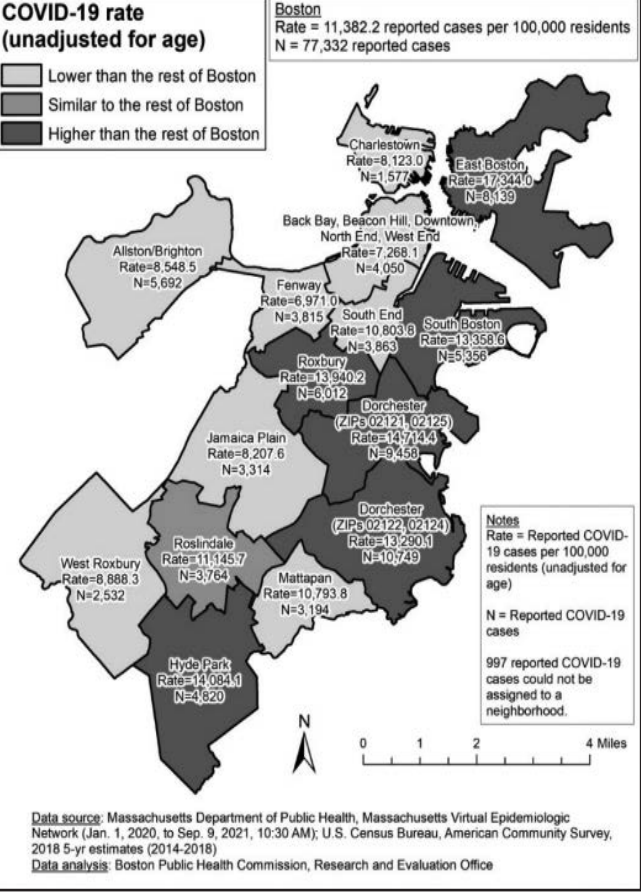 COVID-19 rate
(unadjusted for age)
Lower than the rest of Boston
Similar to the rest of Boston
Higher than the rest of Boston
Boston
Rate = 11,382.2 reported cases per 100,000 residents
N = 77,332 reported cases
Charlestown
Rate=8,123.0
N=1,577
East Boston
Rate=17,344.0
N=8,139
Back Bay, Beacon Hill, Downtown,
North End, West End
Rate=7,268.1
N=4,050
Allston/Brighton
Rate=8,548.5
N=5,692
Fenway
Rate=6,971.0
N=3,815
South End
Rate=10,803.8
N=3,863
South Boston
Rate=13,358.6
N=5,356
Roxbury
Rate=13,940.2
N=6,012
Dorchester
(ZIPs 02121, 02125)
Rate=14,714.4
N=9,458
Jamaica Plain
Rate=8,207.6
N=3,314
Dorchester
(ZIPs 02122, 02124)
Rate=13,290.1
N=10,749
Roslindale
Rate=11,145.7
N=3,764
West Roxbury
Rate=8,888.3
N=2,532
Mattapan
Rate=10,793.8
N=3,194
Hyde Park
Rate=14,084.1
N=4,820
Notes
Rate = Reported COVID-
19 cases per 100,000
residents (unadjusted for
age)
N = Reported COVID-19
cases
997 reported COVID-19
cases could not be
assigned to a
neighborhood.
N
0 1 2 4 Miles
Data source: Massachusetts Department of Public Health, Massachusetts Virtual Epidemiologic
Network (Jan. 1, 2020, to Sep. 9, 2021, 10:30 AM); U.S. Census Bureau, American Community Survey,
2018 5-yr estimates (2014-2018)
Data analysis: Boston Public Health Commission, Research and Evaluation Office